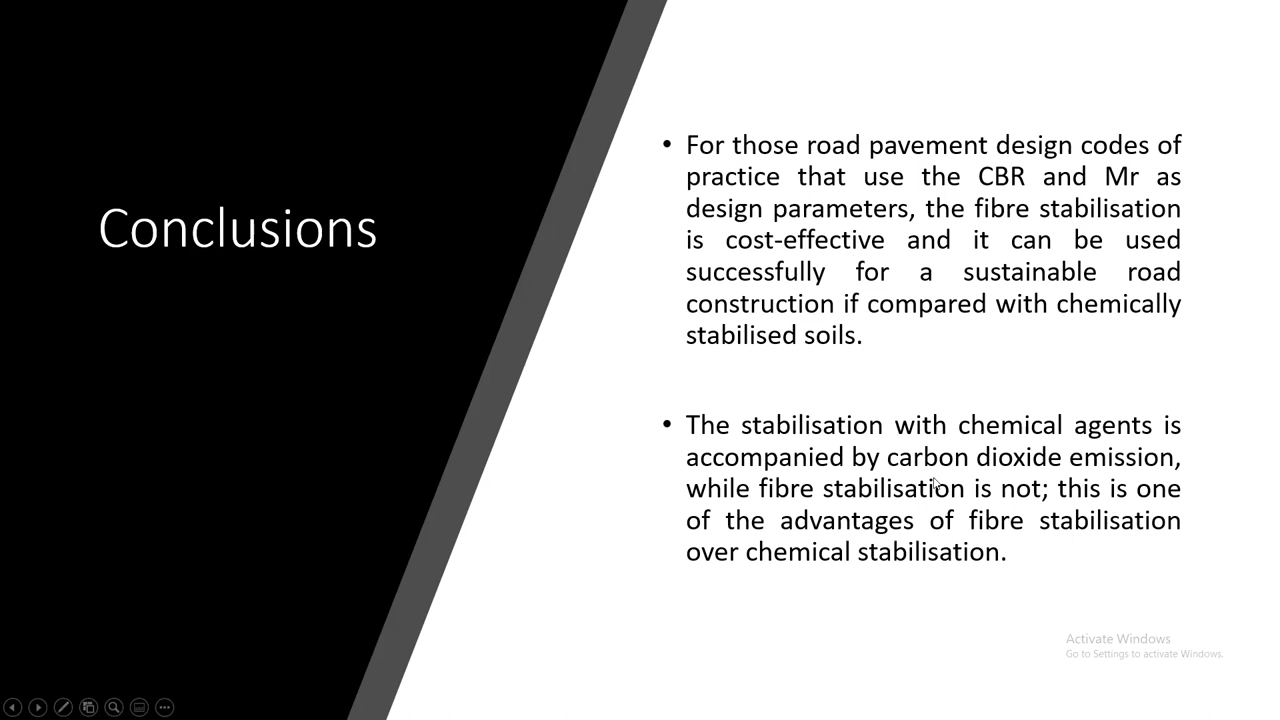 Conclusions
• For those road pavement design codes of
practice that use the CBR and Mr as
design parameters, the fibre stabilisation
is cost-effective and it can be used
successfully for a sustainable road
construction if compared with chemically
stabilised soils.
• The stabilisation with chemical agents is
accompanied by carbon dioxide emission,
while fibre stabilisation is not; this is one
of the advantages of fibre stabilisation
over chemical stabilisation.
Activate Windows
Go to Settings to activate Windows.